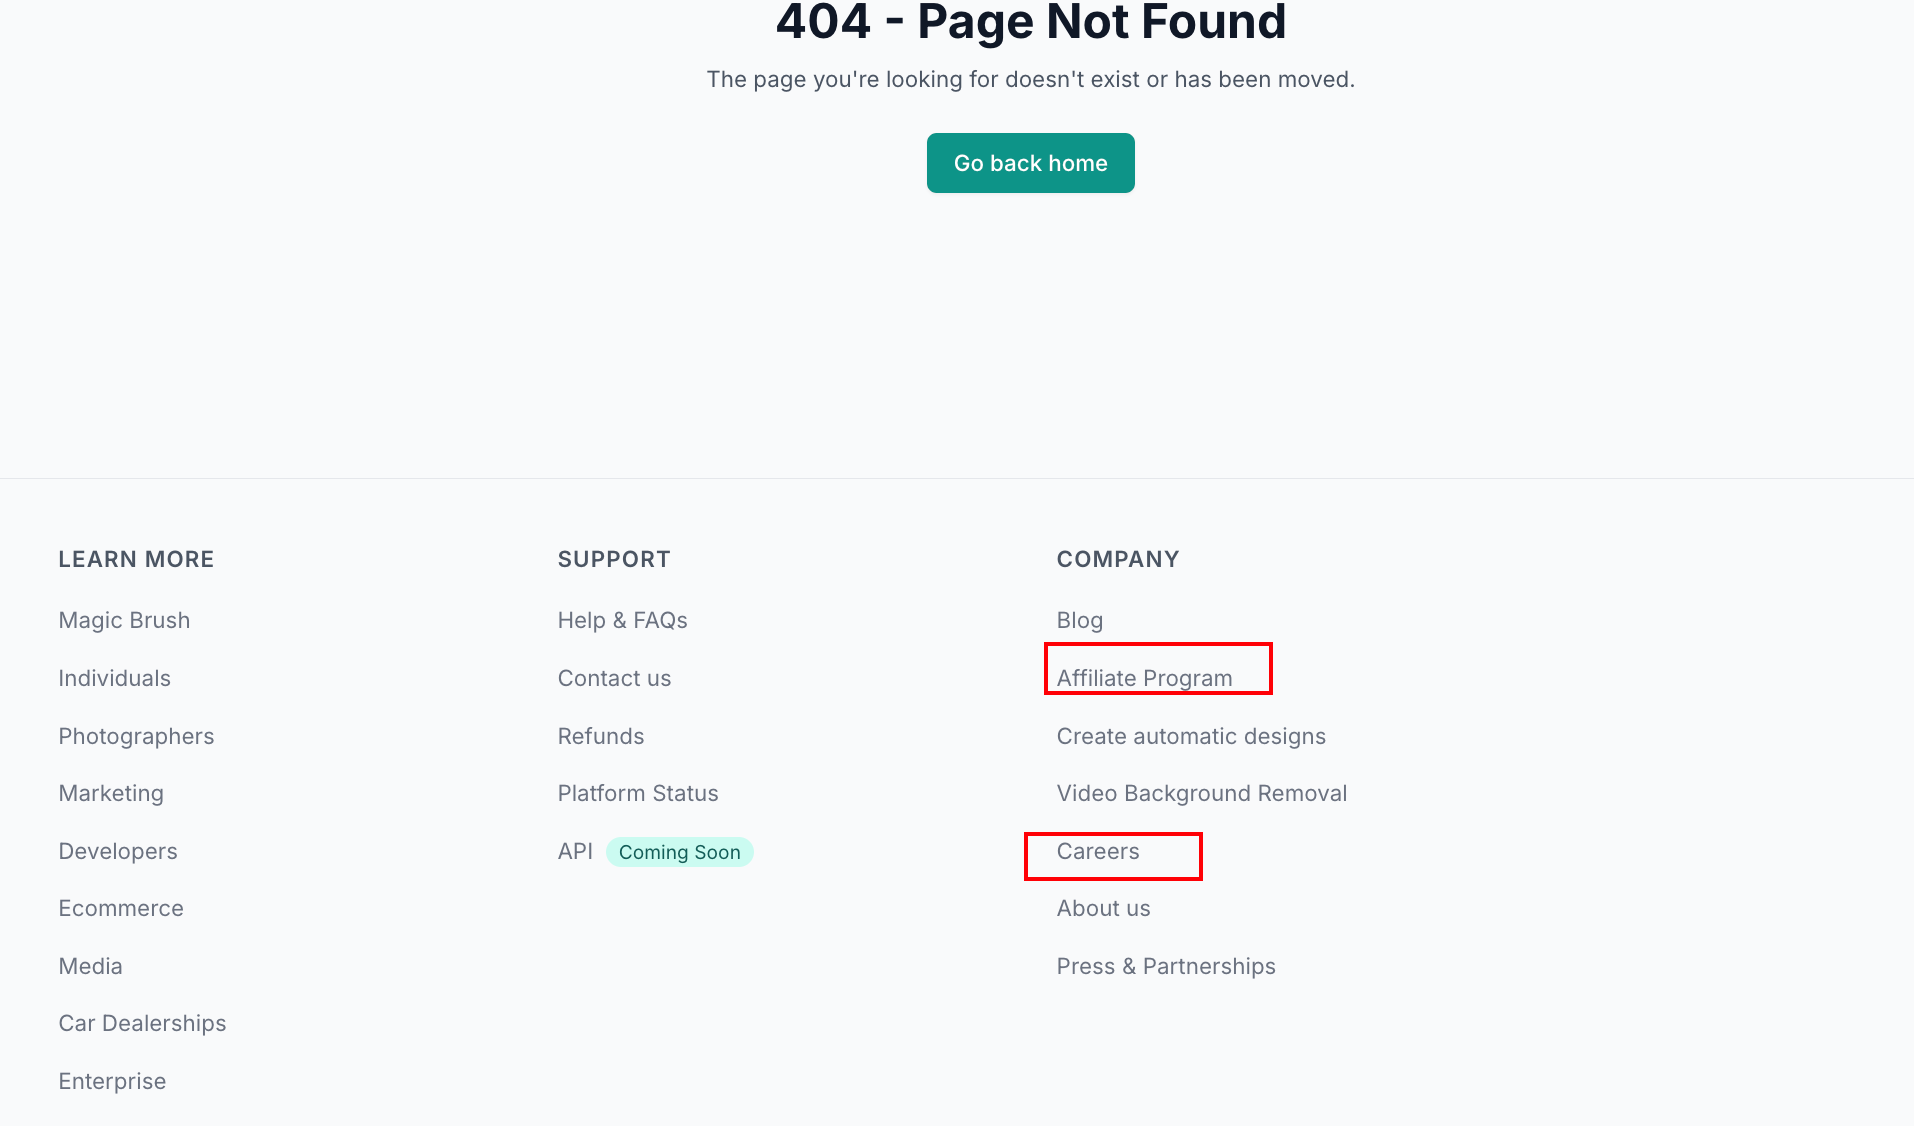 404 - Page Not Found
The page you're looking for doesn't exist or has been moved.
Go back home
LEARN MORE
Magic Brush
Individuals
Photographers
Marketing
Developers
Ecommerce
Media
Car Dealerships
Enterprise
SUPPORT
Help & FAQs
Contact us
Refunds
Platform Status
API Coming Soon
COMPANY
Blog
Affiliate Program
Create automatic designs
Video Background Removal
Careers
About us
Press & Partnerships